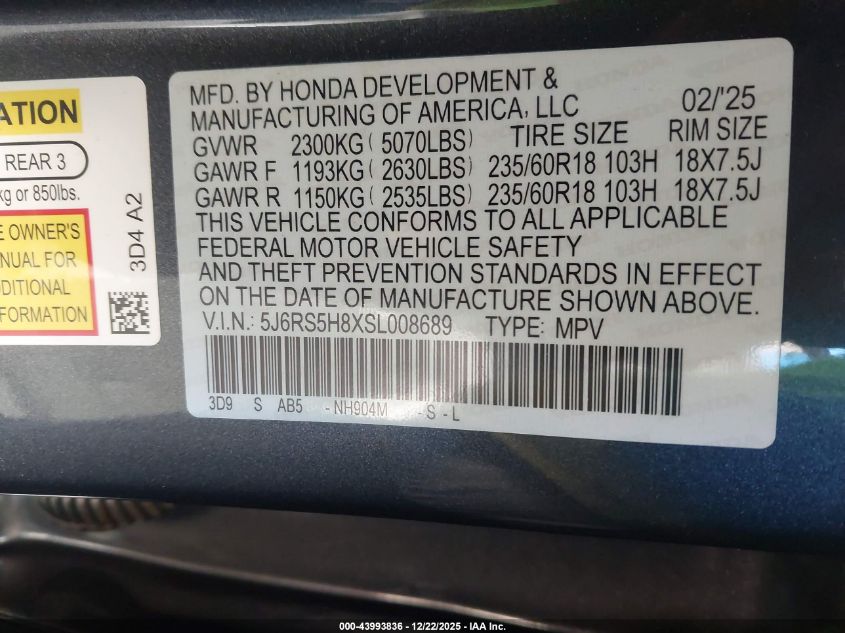 ATION
REAR 3
kg or 850lbs.
E OWNER'S
ANUAL FOR
DDITIONAL
FORMATION
3D4 A2
MFD. BY HONDA DEVELOPMENT &
MANUFACTURING OF AMERICA, LLC 02/'25
GVWR 2300KG ( 5070LBS) TIRE SIZE RIM SIZE
GAWR F 1193KG ( 2630LBS) 235/60R18 103H 18X7.5J
GAWR R 1150KG ( 2535LBS) 235/60R18 103H 18X7.5J
THIS VEHICLE CONFORMS TO ALL APPLICABLE
FEDERAL MOTOR VEHICLE SAFETY
AND THEFT PREVENTION STANDARDS IN EFFECT
ON THE DATE OF MANUFACTURE SHOWN ABOVE.
V.I.N.: 5J6RS5H8XSL008689 TYPE: MPV
3D9 S AB5 - NH904M - S - L
000-43993836 - 12/22/2025 - IAA Inc.